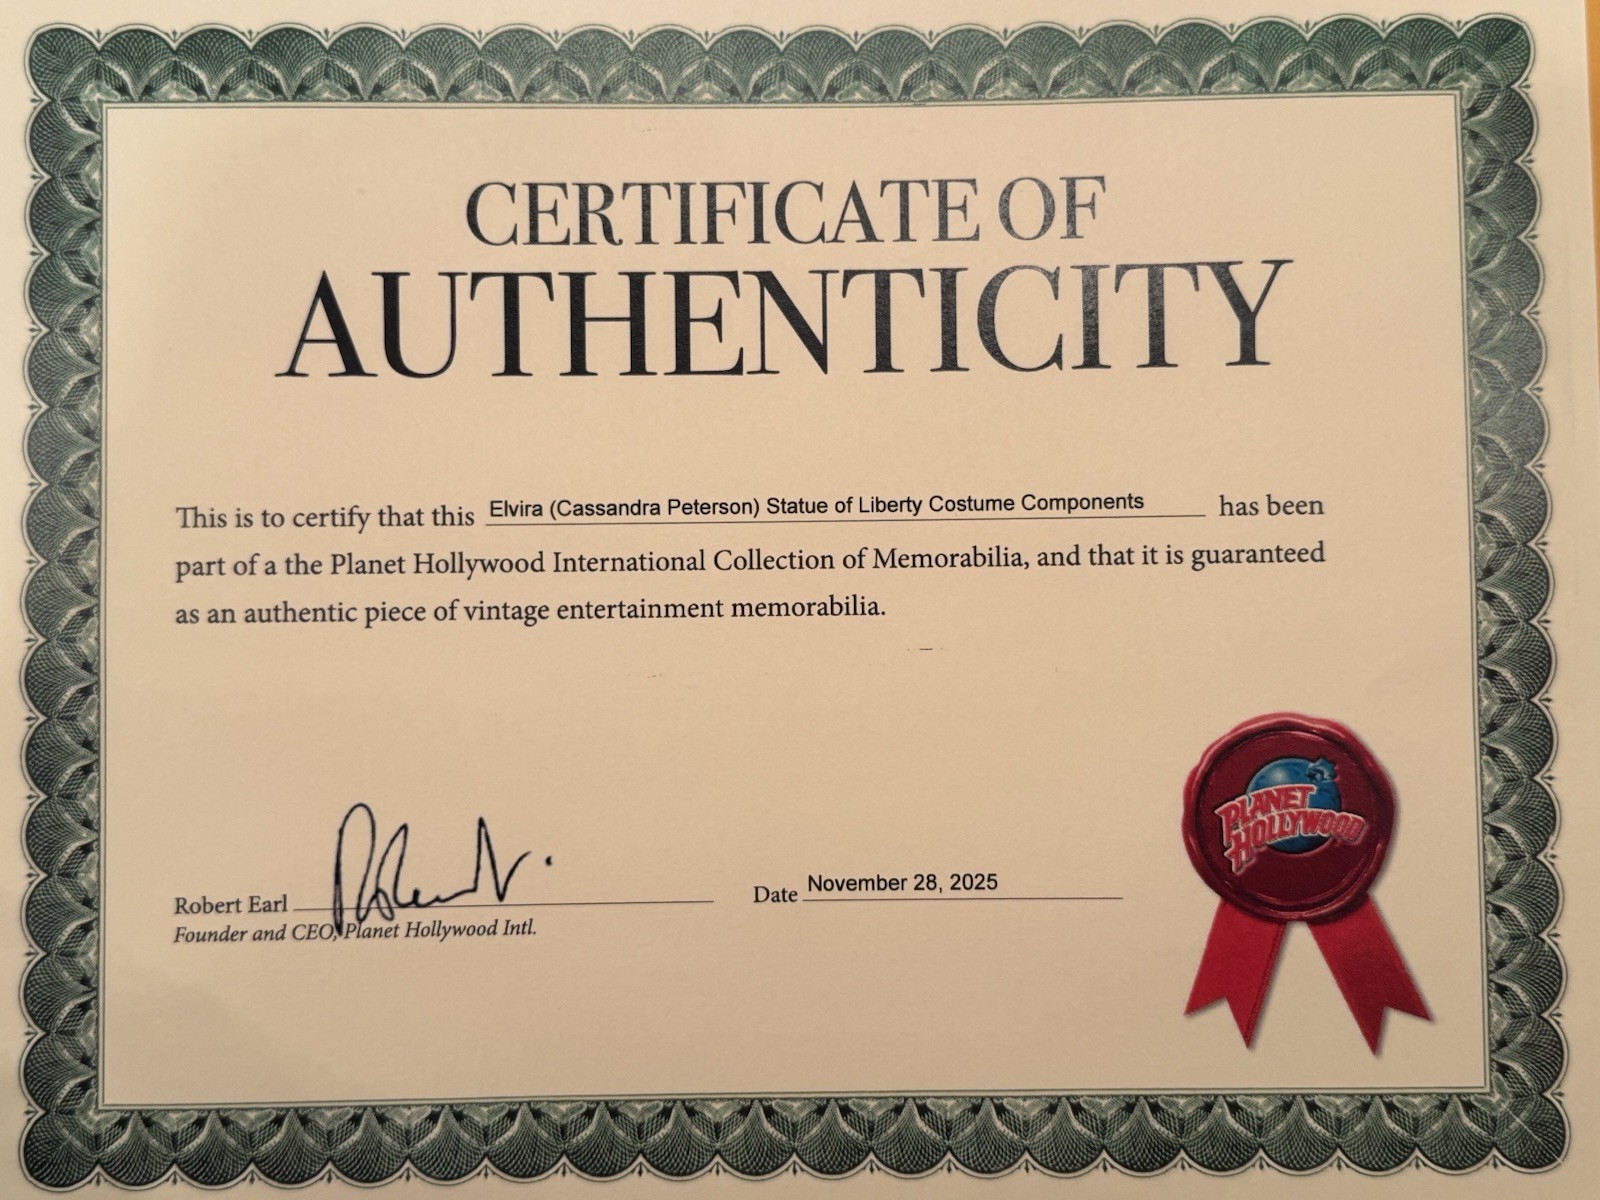 CERTIFICATE OF
AUTHENTICITY
This is to certify that this Elvira (Cassandra Peterson) Statue of Liberty Costume Components has been
part of a the Planet Hollywood International Collection of Memorabilia, and that it is guaranteed
as an authentic piece of vintage entertainment memorabilia.
PLANET
HOLLYWOOD
Robert Earl
Date November 28, 2025
Founder and CEO, Planet Hollywood Intl.